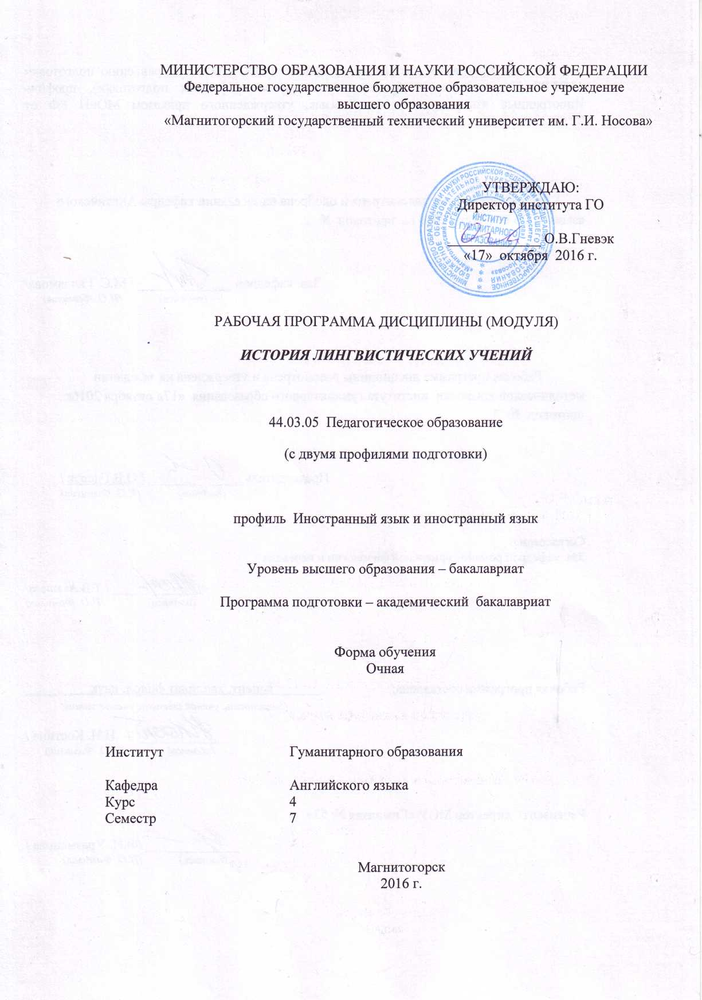 МИНИСТЕРСТВО ОБРАЗОВАНИЯ И НАУКИ РОССИЙСКОЙ ФЕДЕРАЦИИ
Федеральное государственное бюджетное образовательное учреждение
высшего образования
«Магнитогорский государственный технический университет им. Г.И. Носова»
УТВЕРЖДАЮ:
Директор института ГО
О.В.Гневэк
«17» октября 2016 г.
ИНСТИТУТ
ГУМАНИТАРНОГО
ОБРАЗОВАНИЯ
РАБОЧАЯ ПРОГРАММА ДИСЦИПЛИНЫ (МОДУЛЯ)
ИСТОРИЯ ЛИНГВИСТИЧЕСКИХ УЧЕНИЙ
44.03.05 Педагогическое образование
(с двумя профилями подготовки)
профиль Иностранный язык и иностранный язык
Уровень высшего образования – бакалавриат
Программа подготовки – академический бакалавриат
Форма обучения
Очная
Институт Гуманитарного образования
Кафедра Английского языка
Курс 4
Семестр 7
Магнитогорск
2016 г.